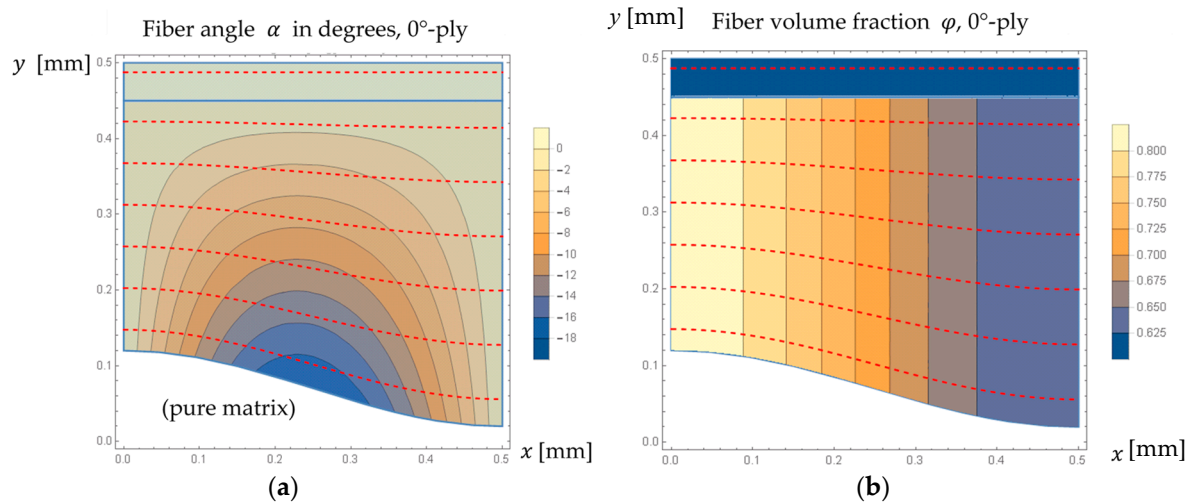 Fiber angle α in degrees, 0°-ply
y [mm]
0.5
0.4
0.3
0.2
0.1
0.0
(pure matrix)
0.0 0.1 0.2 0.3 0.4 0.5
x [mm]
0
−2
−4
−6
−8
−10
−12
−14
−16
−18
(a)
Fiber volume fraction φ, 0°-ply
y [mm]
0.5
0.4
0.3
0.2
0.1
0.0
0.0 0.1 0.2 0.3 0.4 0.5
x [mm]
0.800
0.775
0.750
0.725
0.700
0.675
0.650
0.625
(b)